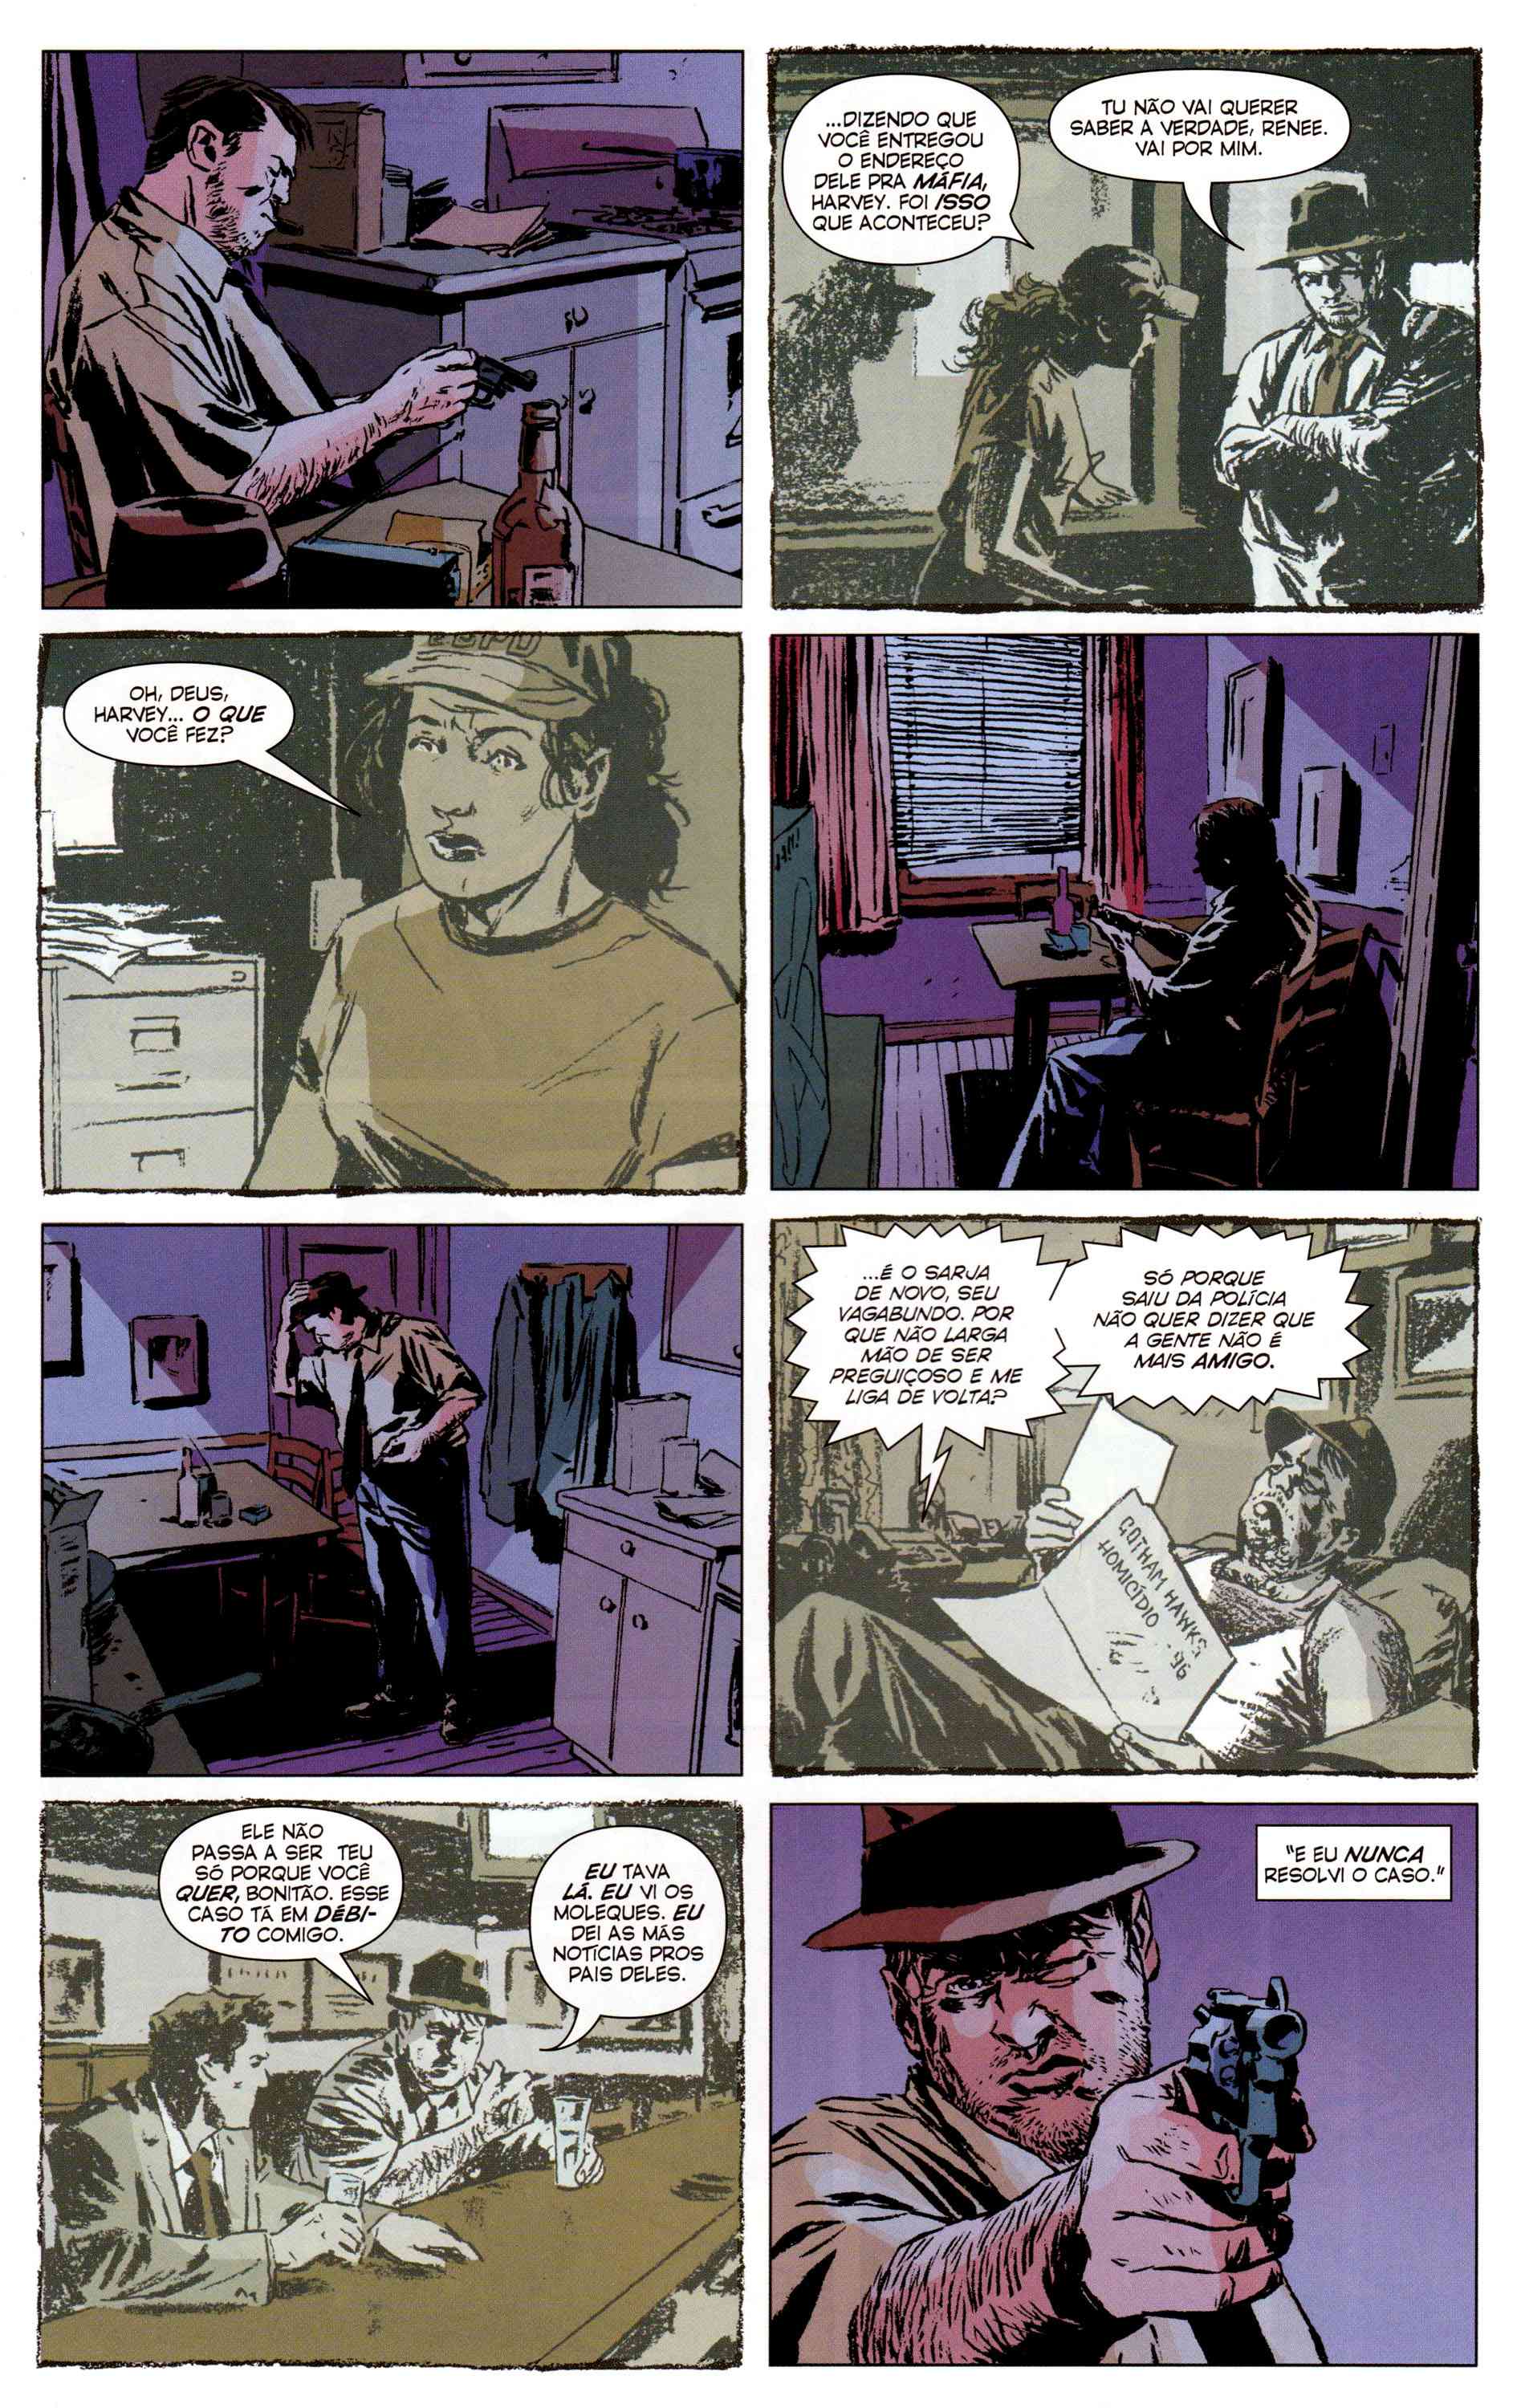 ...DIZENDO QUE
VOCÊ ENTREGOU
O ENDEREÇO
DELE PRA MÁFIA,
HARVEY. FOI ISSO
QUE ACONTECEU?
TU NÃO VAI QUERER
SABER A VERDADE, RENEE.
VAI POR MIM.
OH, DEUS,
HARVEY... O QUE
VOCÊ FEZ?
...É O SARJA
DE NOVO, SEU
VAGABUNDO. POR
QUE NÃO LARGA
MÃO DE SER
PREGUIÇOSO E ME
LIGA DE VOLTA?
SÓ PORQUE
SAIU DA POLÍCIA
NÃO QUER DIZER QUE
A GENTE NÃO É
MAIS AMIGO.
GOTHAM HAWKS
HOMICÍDIO '96
ELE NÃO
PASSA A SER TEU
SÓ PORQUE VOCÊ
QUER, BONITÃO. ESSE
CASO TÁ EM DÉBI-
TO COMIGO.
EU TAVA
LÁ. EU VI OS
MOLEQUES. EU
DEI AS MÁS
NOTÍCIAS PROS
PAIS DELES.
"E EU NUNCA
RESOLVI O CASO."